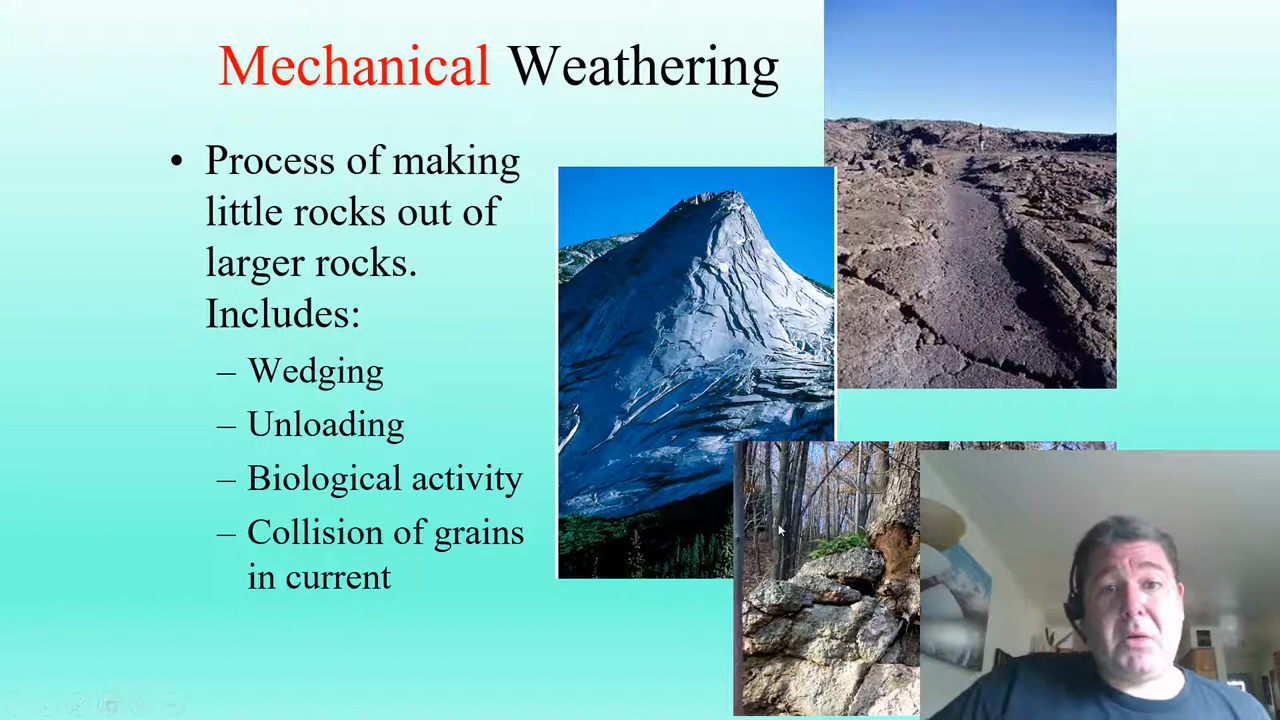 Mechanical Weathering
• Process of making
little rocks out of
larger rocks.
Includes:
– Wedging
– Unloading
– Biological activity
– Collision of grains
in current